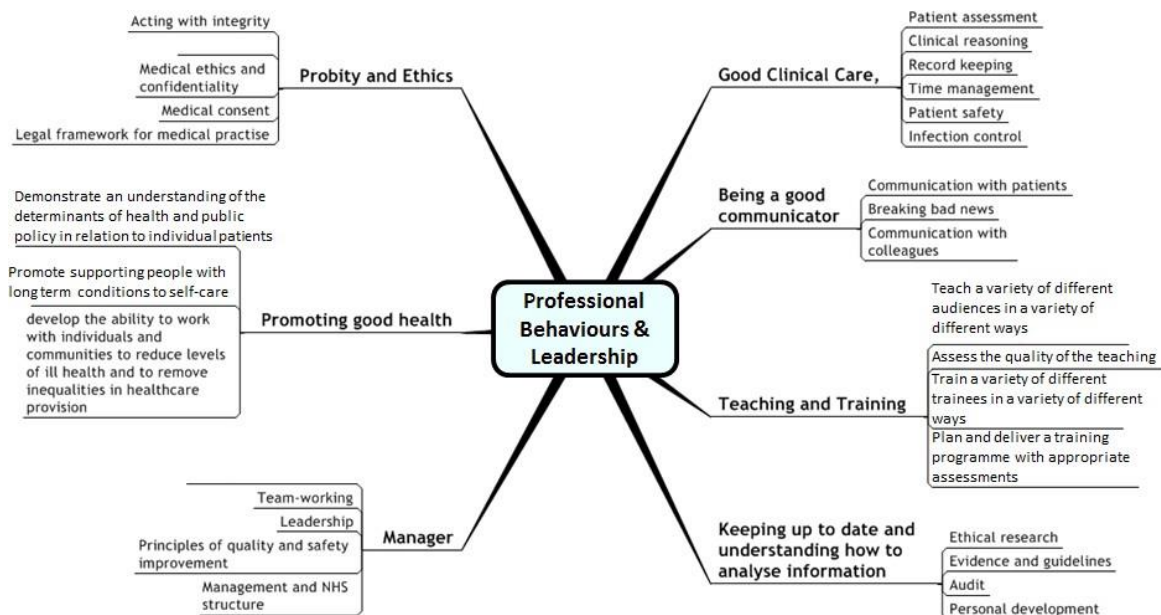 Professional
Behaviours &
Leadership
Probity and Ethics
Acting with integrity
Medical ethics and
confidentiality
Medical consent
Legal framework for medical practise
Promoting good health
Demonstrate an understanding of the
determinants of health and public
policy in relation to individual patients
Promote supporting people with
long term conditions to self-care
develop the ability to work
with individuals and
communities to reduce levels
of ill health and to remove
inequalities in healthcare
provision
Manager
Team-working
Leadership
Principles of quality and safety
improvement
Management and NHS
structure
Good Clinical Care,
Patient assessment
Clinical reasoning
Record keeping
Time management
Patient safety
Infection control
Being a good
communicator
Communication with patients
Breaking bad news
Communication with
colleagues
Teaching and Training
Teach a variety of different
audiences in a variety of
different ways
Assess the quality of the teaching
Train a variety of different
trainees in a variety of different
ways
Plan and deliver a training
programme with appropriate
assessments
Keeping up to date and
understanding how to
analyse information
Ethical research
Evidence and guidelines
Audit
Personal development